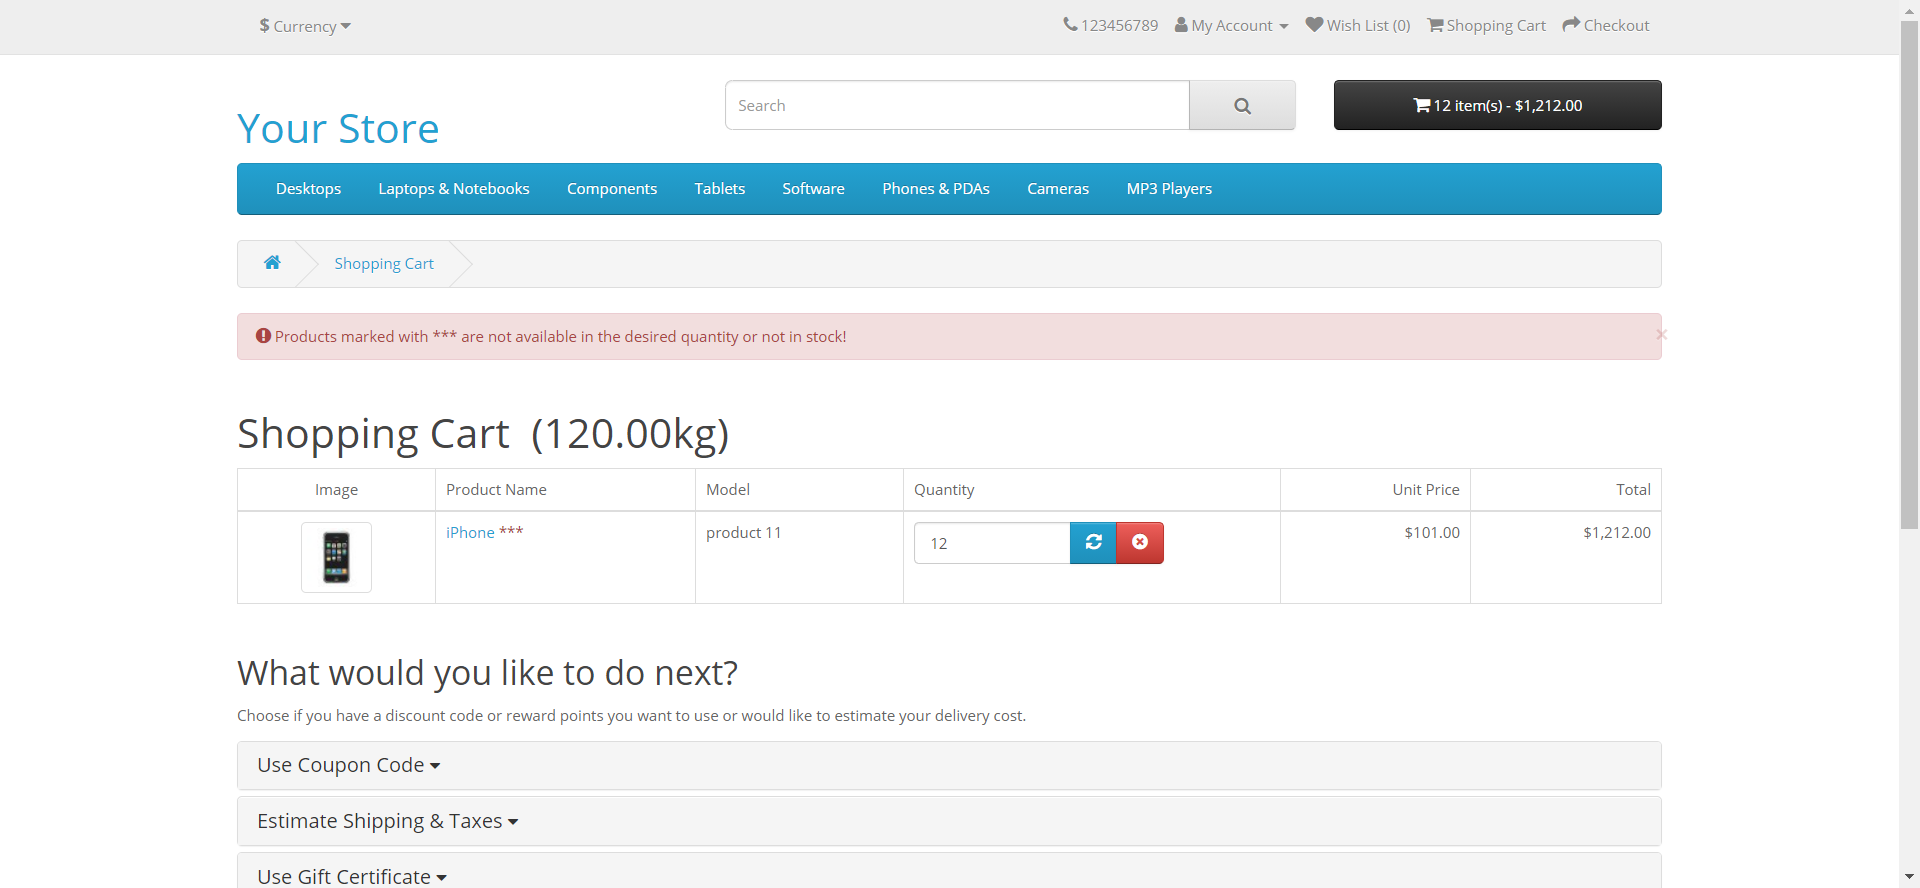 $ Currency
123456789 My Account Wish List (0) Shopping Cart Checkout
Your Store
Search
12 item(s) - $1,212.00
Desktops Laptops & Notebooks Components Tablets Software Phones & PDAs Cameras MP3 Players
Shopping Cart
Products marked with *** are not available in the desired quantity or not in stock!
×
Shopping Cart (120.00kg)
Image Product Name Model Quantity Unit Price Total
iPhone *** product 11 12 $101.00 $1,212.00
What would you like to do next?
Choose if you have a discount code or reward points you want to use or would like to estimate your delivery cost.
Use Coupon Code
Estimate Shipping & Taxes
Use Gift Certificate